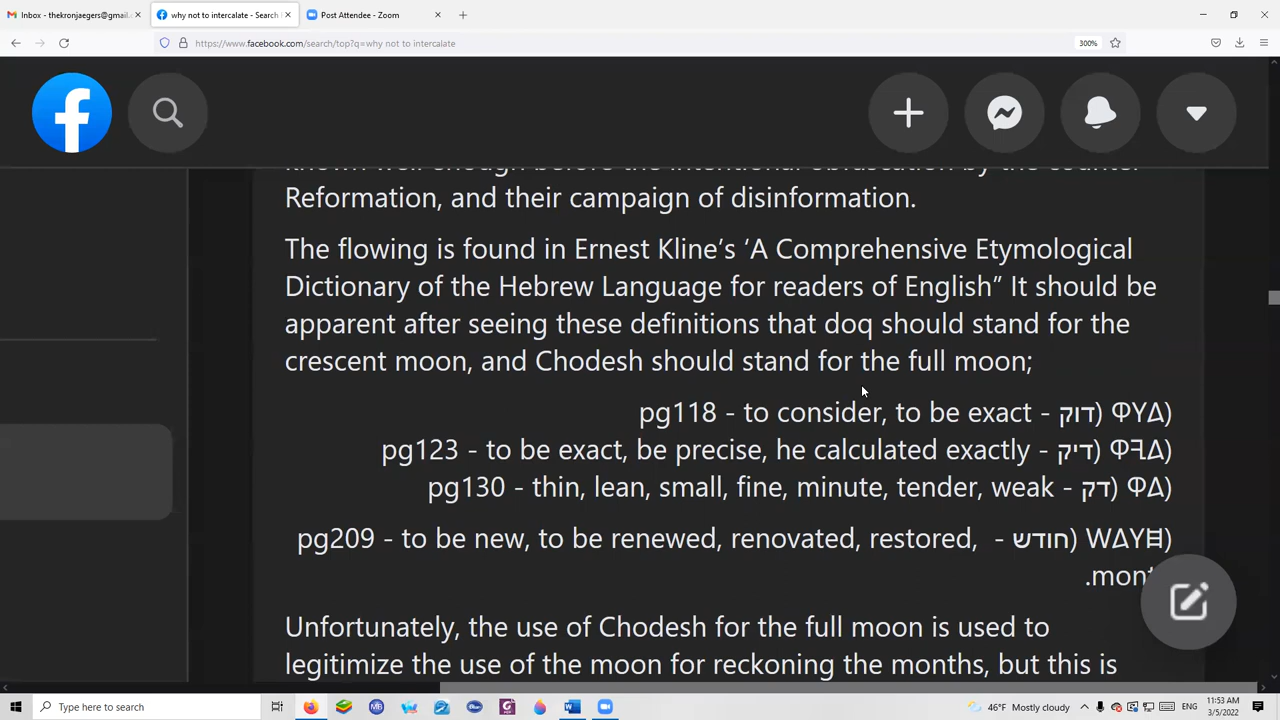 Inbox - thekronjaegers@gmail.
why not to intercalate - Search
Post Attendee - Zoom
https://www.facebook.com/search/top?q=why not to intercalate
300%
Reformation, and their campaign of disinformation.
The flowing is found in Ernest Kline's ‘A Comprehensive Etymological
Dictionary of the Hebrew Language for readers of English” It should be
apparent after seeing these definitions that doq should stand for the
crescent moon, and Chodesh should stand for the full moon;
pg118 - to consider, to be exact - דוק) 𐤃𐤅𐤒)
pg123 - to be exact, be precise, he calculated exactly - דיק) 𐤃𐤉𐤒)
pg130 - thin, lean, small, fine, minute, tender, weak - דק) 𐤃𐤒)
pg209 - to be new, to be renewed, renovated, restored, - חודש) 𐤇𐤅𐤃𐤔)
Unfortunately, the use of Chodesh for the full moon is used to
legitimize the use of the moon for reckoning the months, but this is
Type here to search
46°F Mostly cloudy
11:53 AM
3/5/2022